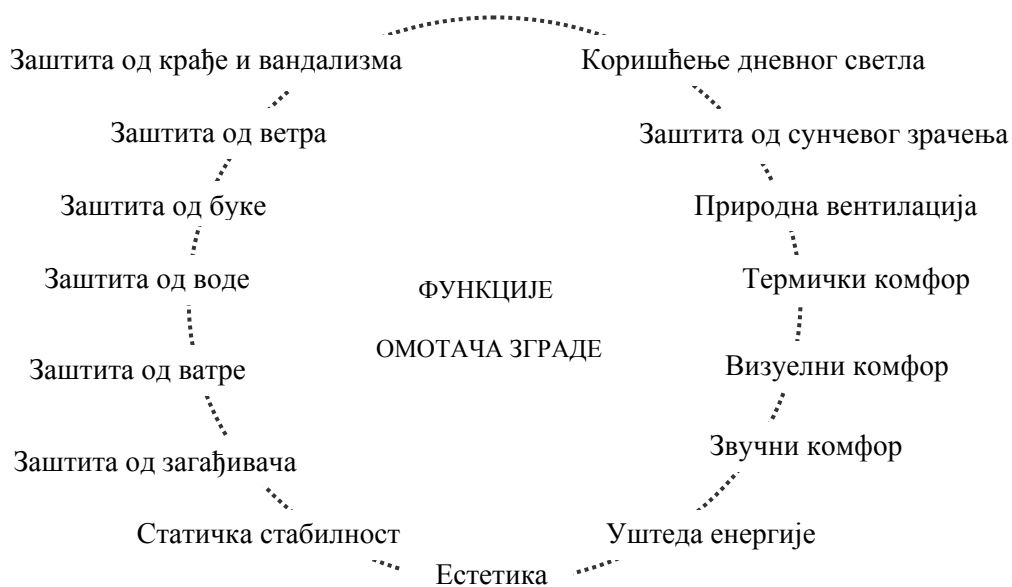 Заштита од крађе и вандализма
Коришћење дневног светла
Заштита од ветра
Заштита од сунчевог зрачења
Заштита од буке
Природна вентилација
Заштита од воде
ФУНКЦИЈЕ
Термички комфор
ОМОТАЧА ЗГРАДЕ
Заштита од ватре
Визуелни комфор
Заштита од загађивача
Звучни комфор
Статичка стабилност
Уштеда енергије
Естетика